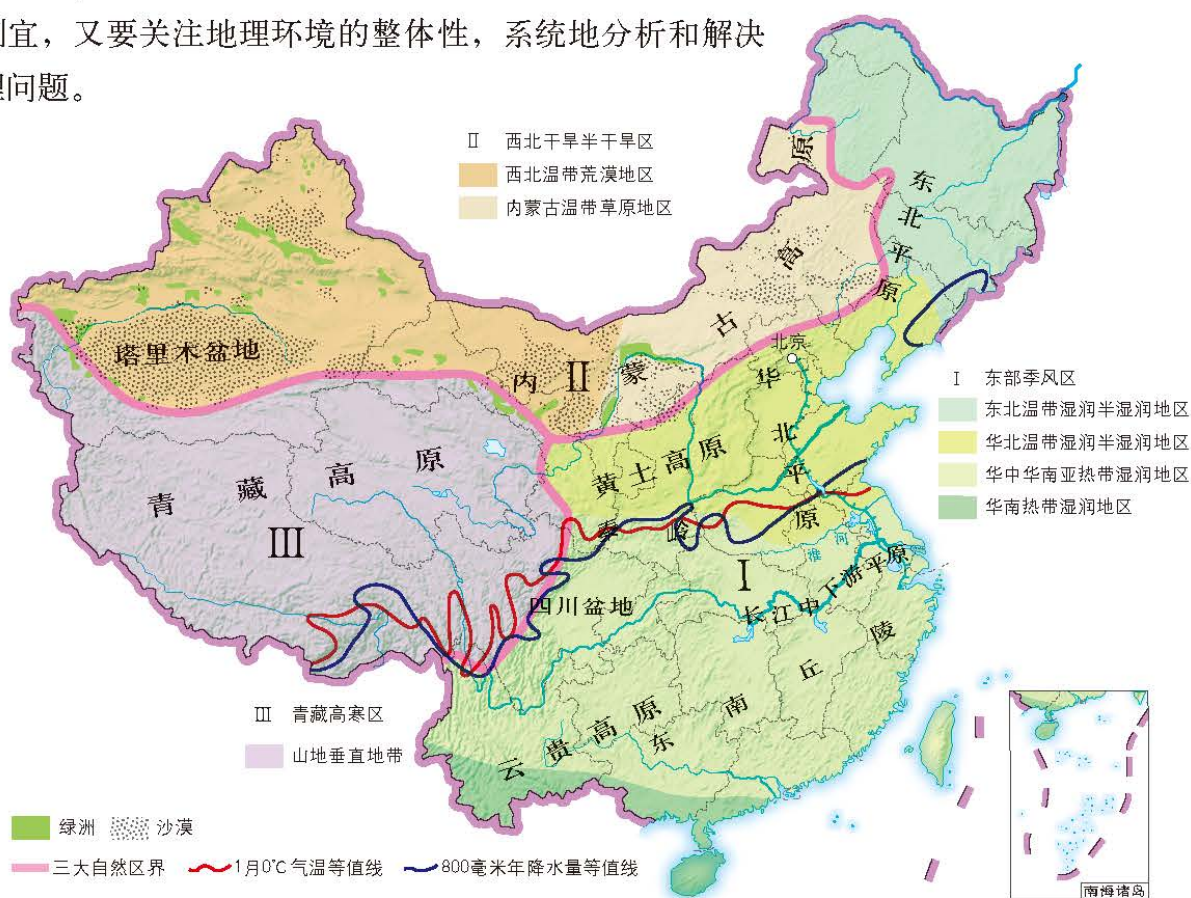 宜，又要关注地理环境的整体性，系统地分析和解决
问题。
II 西北干旱半干旱区
西北温带荒漠地区
内蒙古温带草原地区
内蒙古高原
东北平原
塔里木盆地
II
北京
华北平原
I 东部季风区
东北温带湿润半湿润地区
华北温带湿润半湿润地区
华中华南亚热带湿润地区
华南热带湿润地区
青藏高原
III
黄土高原
秦岭
淮河
I
四川盆地
长江中下游平原
东南丘陵
云贵高原
III 青藏高寒区
山地垂直地带
绿洲
沙漠
三大自然区界
1月0℃气温等值线
800毫米年降水量等值线
南海诸岛